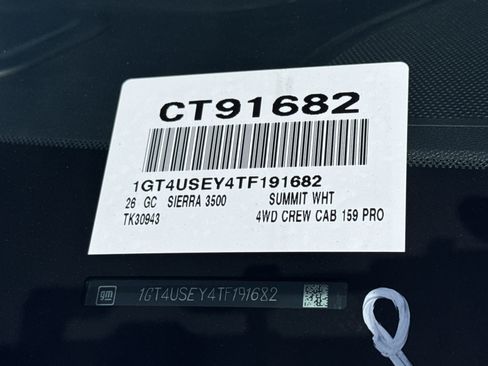 CT91682
1GT4USEY4TF191682
26 GC SIERRA 3500 SUMMIT WHT
TK30943 4WD CREW CAB 159 PRO
gm 1GT4USEY4TF191682